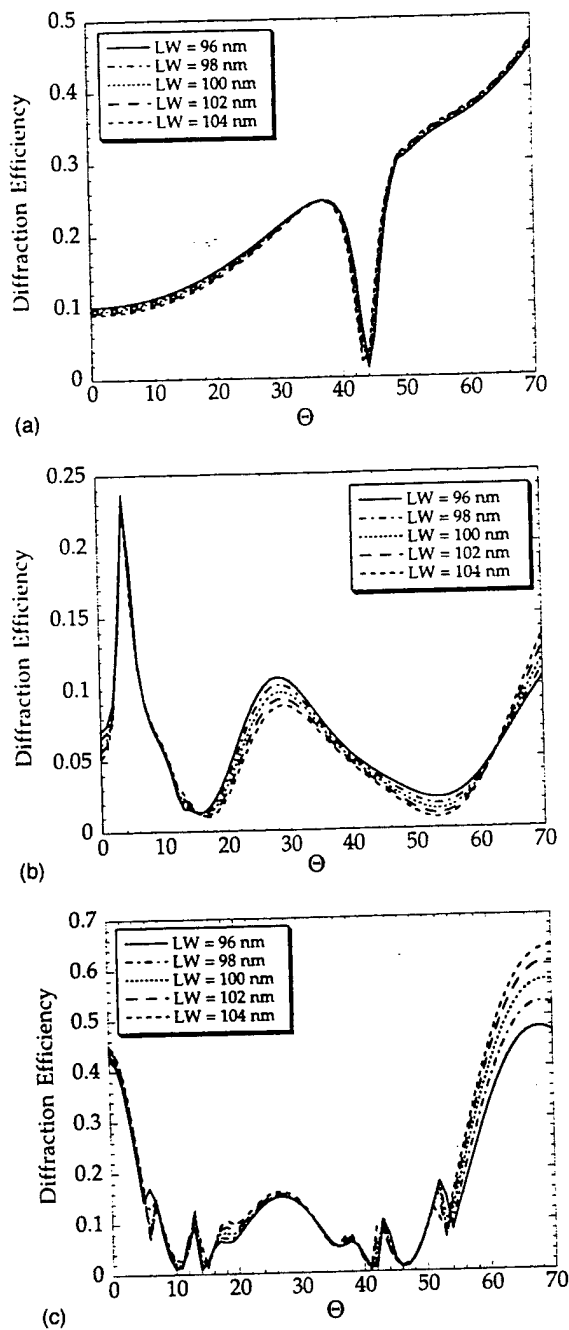 0.5
0.4
0.3
0.2
0.1
0
Diffraction Efficiency
LW = 96 nm
LW = 98 nm
LW = 100 nm
LW = 102 nm
LW = 104 nm
0 10 20 30 40 50 60 70
Θ
(a)
0.25
0.2
0.15
0.1
0.05
0
Diffraction Efficiency
LW = 96 nm
LW = 98 nm
LW = 100 nm
LW = 102 nm
LW = 104 nm
0 10 20 30 40 50 60 70
Θ
(b)
0.7
0.6
0.5
0.4
0.3
0.2
0.1
0
Diffraction Efficiency
LW = 96 nm
LW = 98 nm
LW = 100 nm
LW = 102 nm
LW = 104 nm
0 10 20 30 40 50 60 70
Θ
(c)